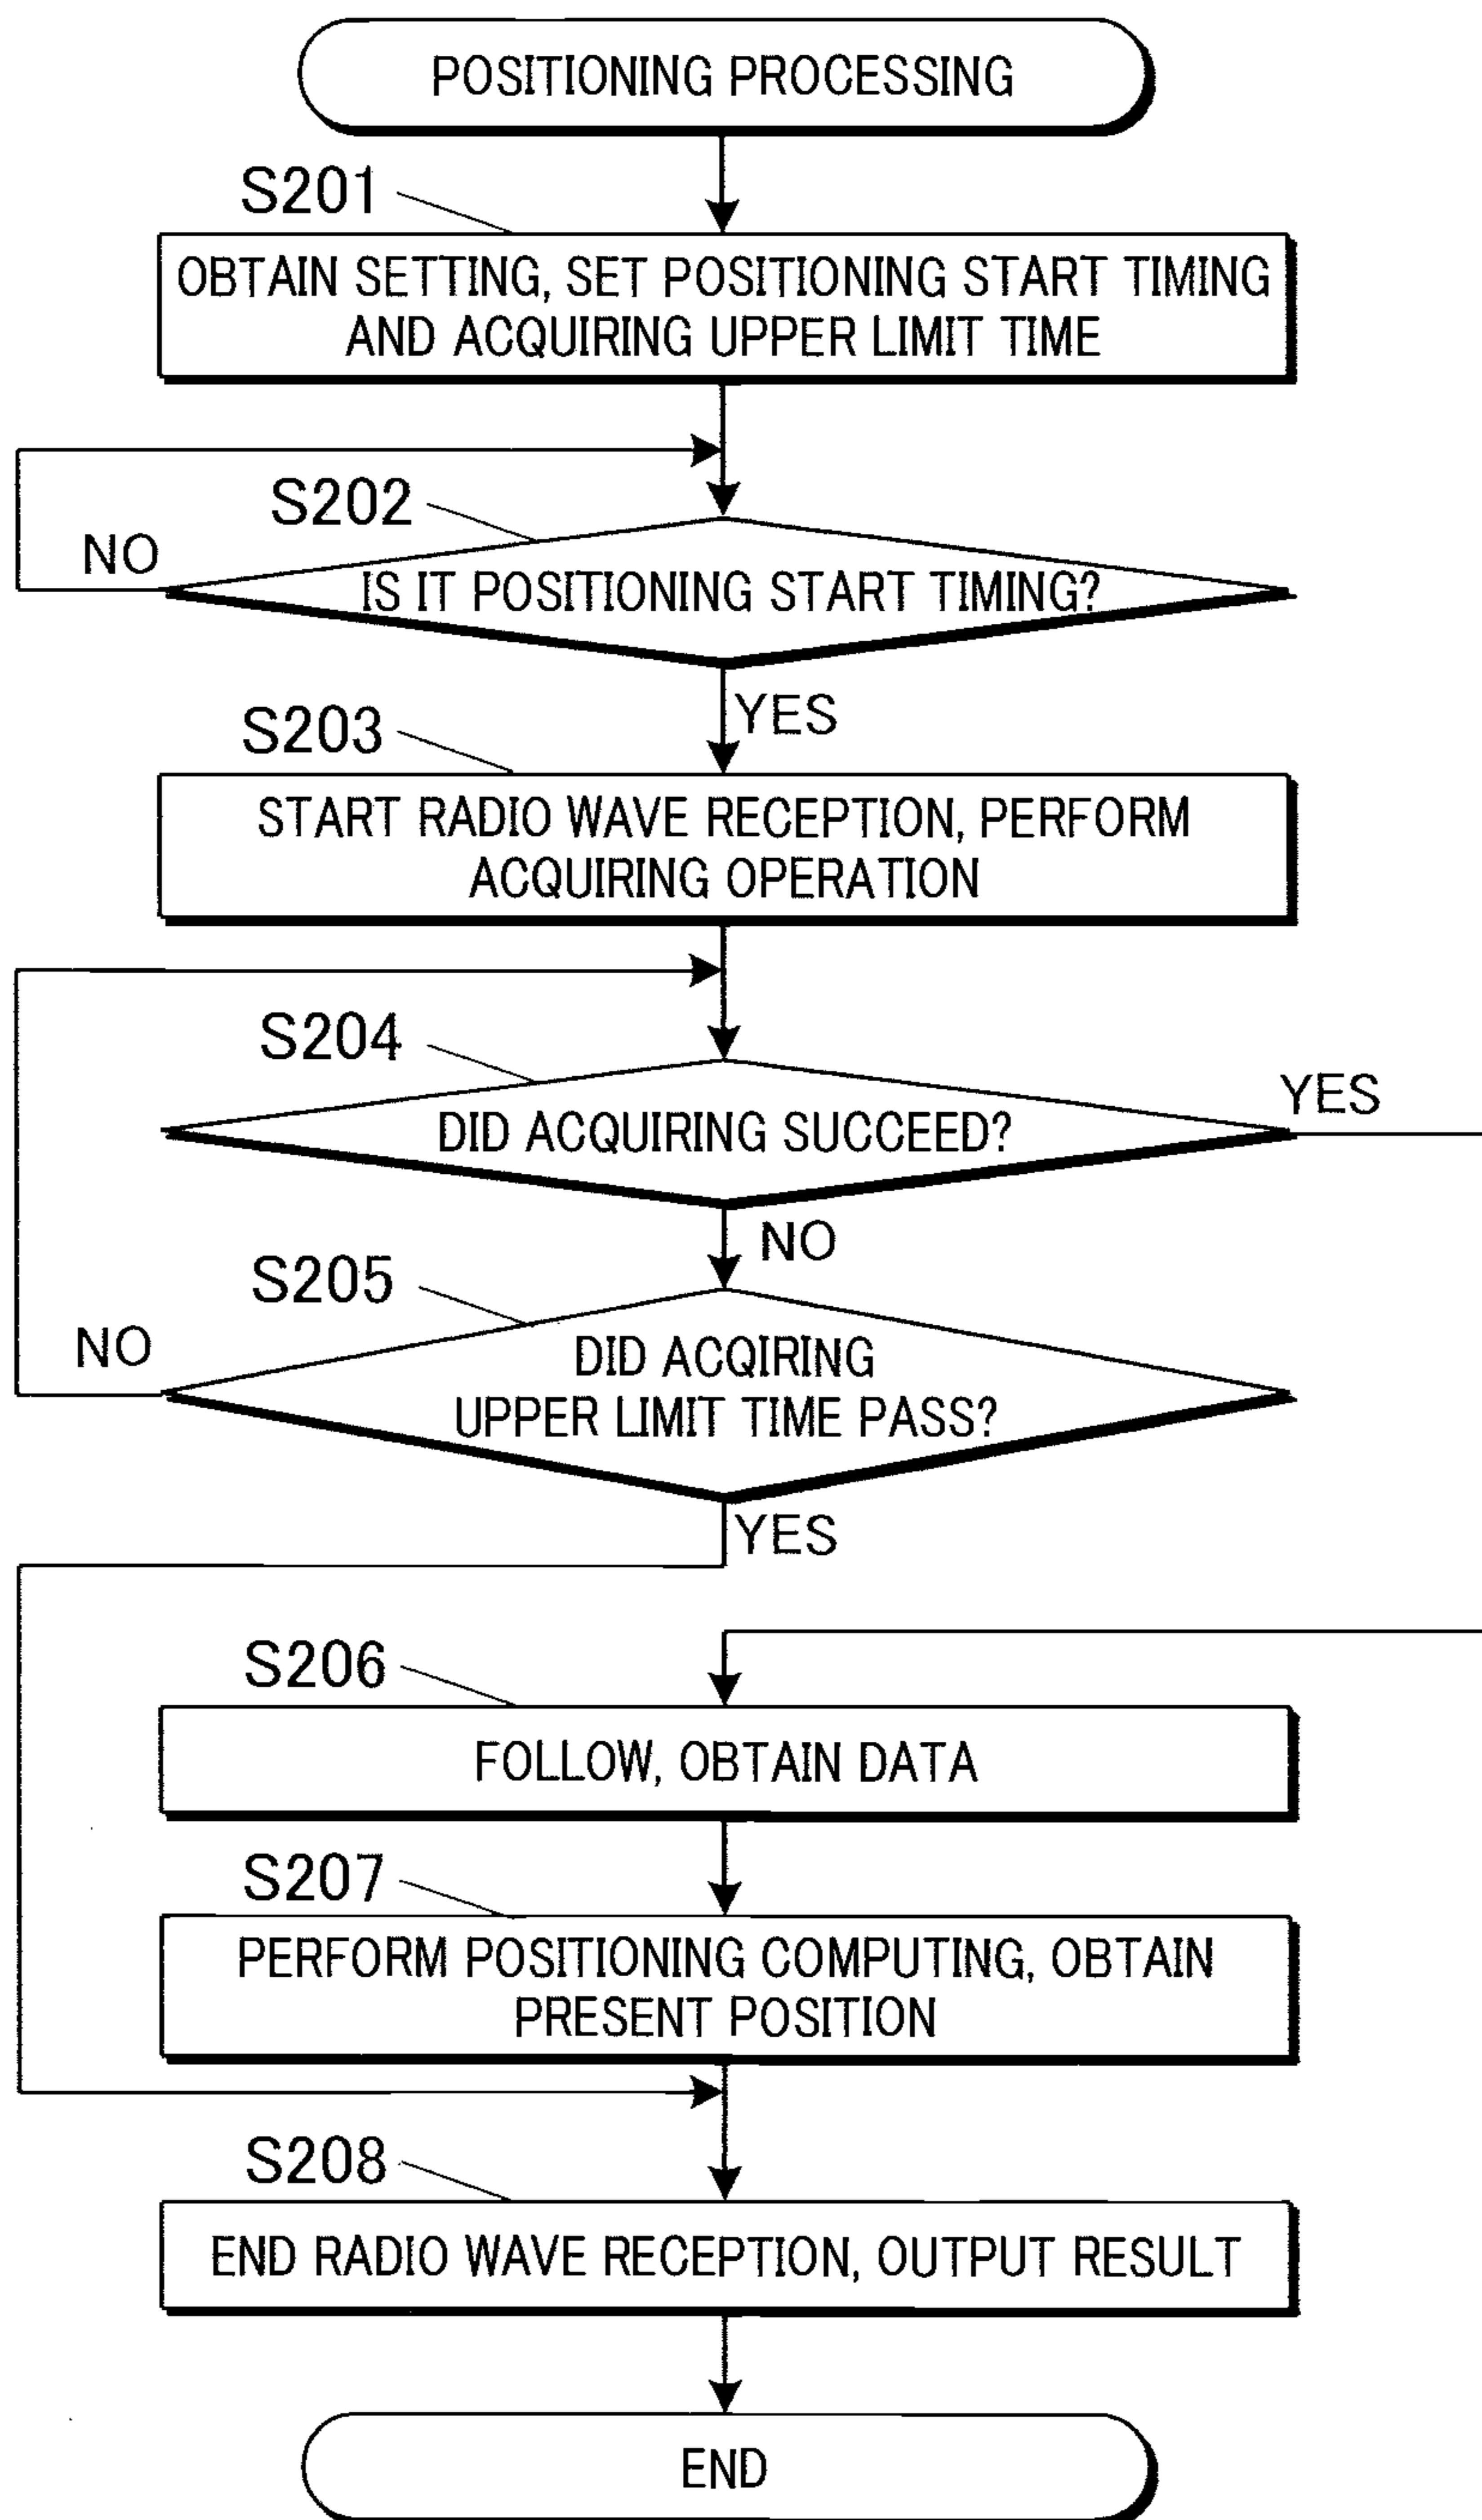 POSITIONING PROCESSING
S201
OBTAIN SETTING, SET POSITIONING START TIMING
AND ACQUIRING UPPER LIMIT TIME
S202
NO
IS IT POSITIONING START TIMING?
YES
S203
START RADIO WAVE RECEPTION, PERFORM
ACQUIRING OPERATION
S204
YES
DID ACQUIRING SUCCEED?
NO
S205
NO
DID ACQIRING
UPPER LIMIT TIME PASS?
YES
S206
FOLLOW, OBTAIN DATA
S207
PERFORM POSITIONING COMPUTING, OBTAIN
PRESENT POSITION
S208
END RADIO WAVE RECEPTION, OUTPUT RESULT
END